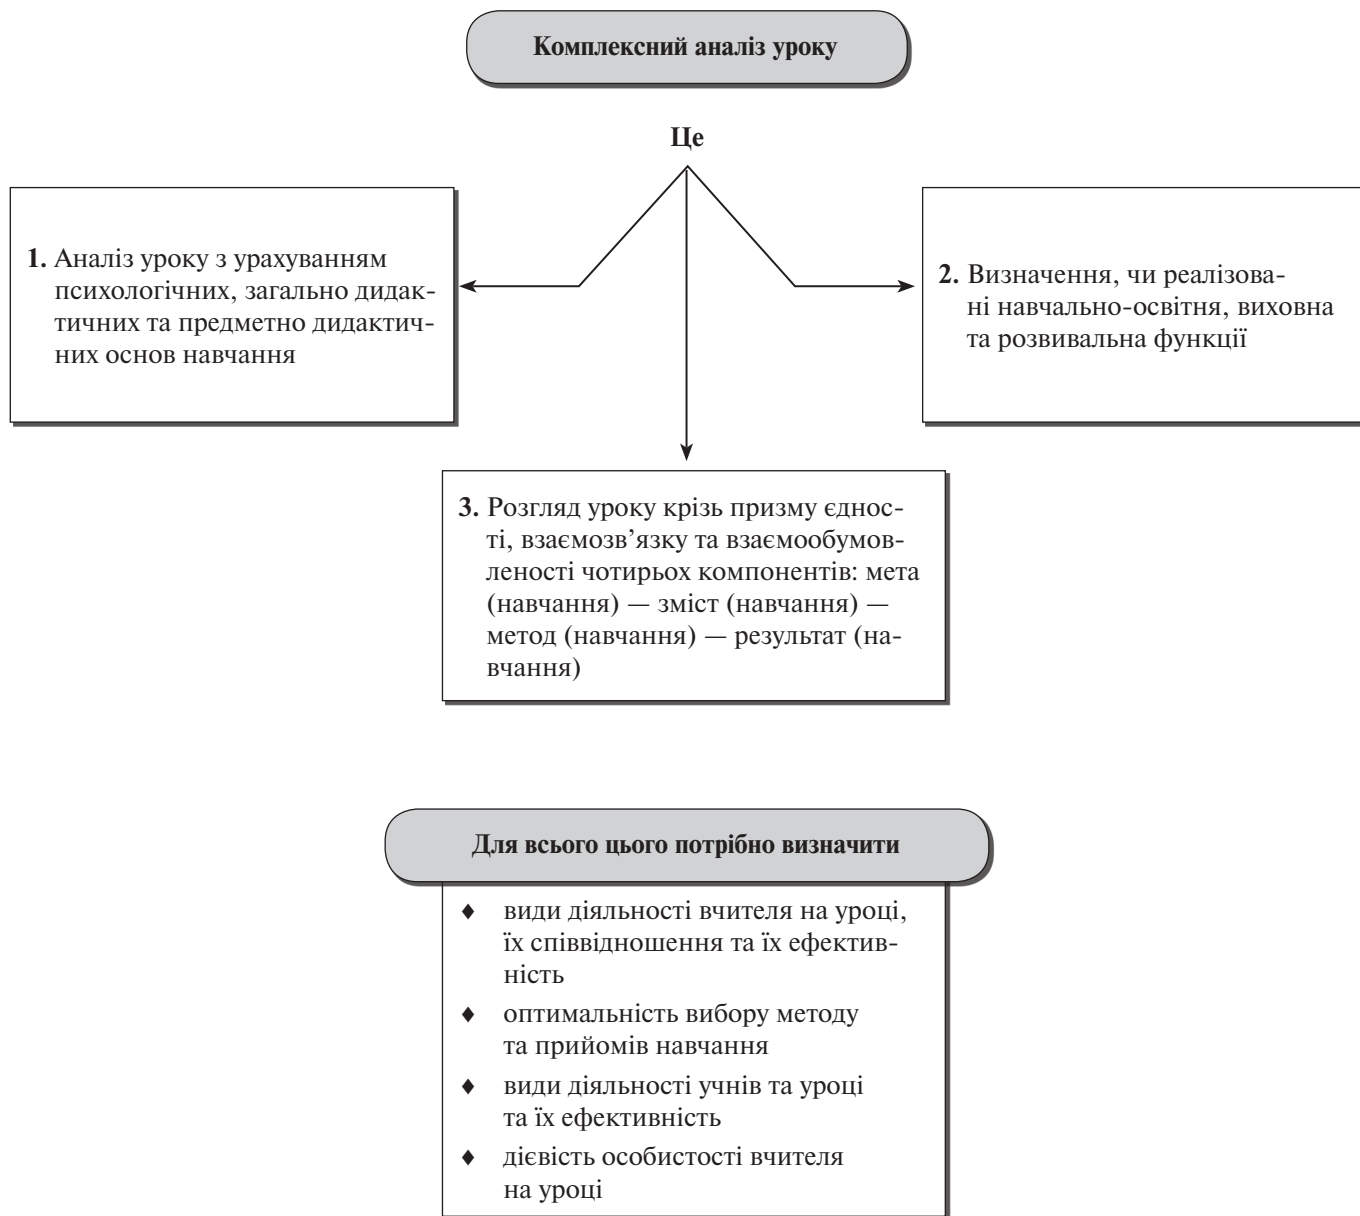 Комплексний аналіз уроку
Це
1. Аналіз уроку з урахуванням
психологічних, загально дидак-
тичних та предметно дидактич-
них основ навчання
2. Визначення, чи реалізова-
ні навчально-освітня, виховна
та розвивальна функції
3. Розгляд уроку крізь призму єднос-
ті, взаємозв’язку та взаємообумов-
леності чотирьох компонентів: мета
(навчання) — зміст (навчання) —
метод (навчання) — результат (на-
вчання)
Для всього цього потрібно визначити
♦ види діяльності вчителя на уроці,
їх співвідношення та їх ефектив-
ність
♦ оптимальність вибору методу
та прийомів навчання
♦ види діяльності учнів та уроці
та їх ефективність
♦ дієвість особистості вчителя
на уроці